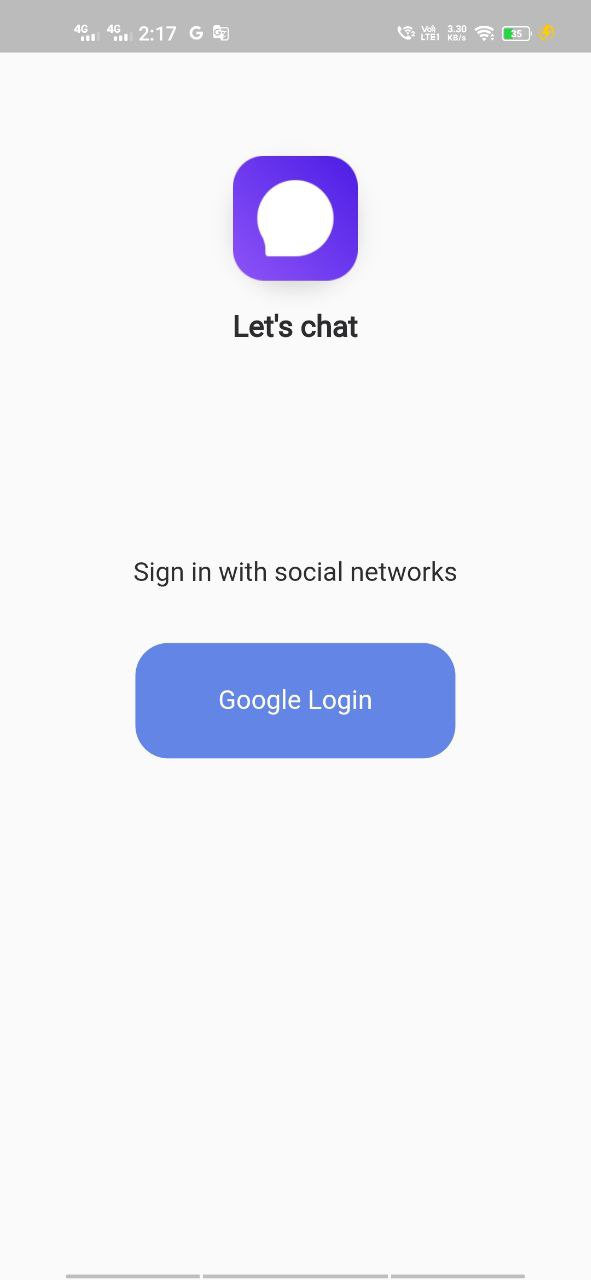 4G 4G 2:17 G Vo) LTE1 3.30 KB/s 35
Let's chat
Sign in with social networks
Google Login